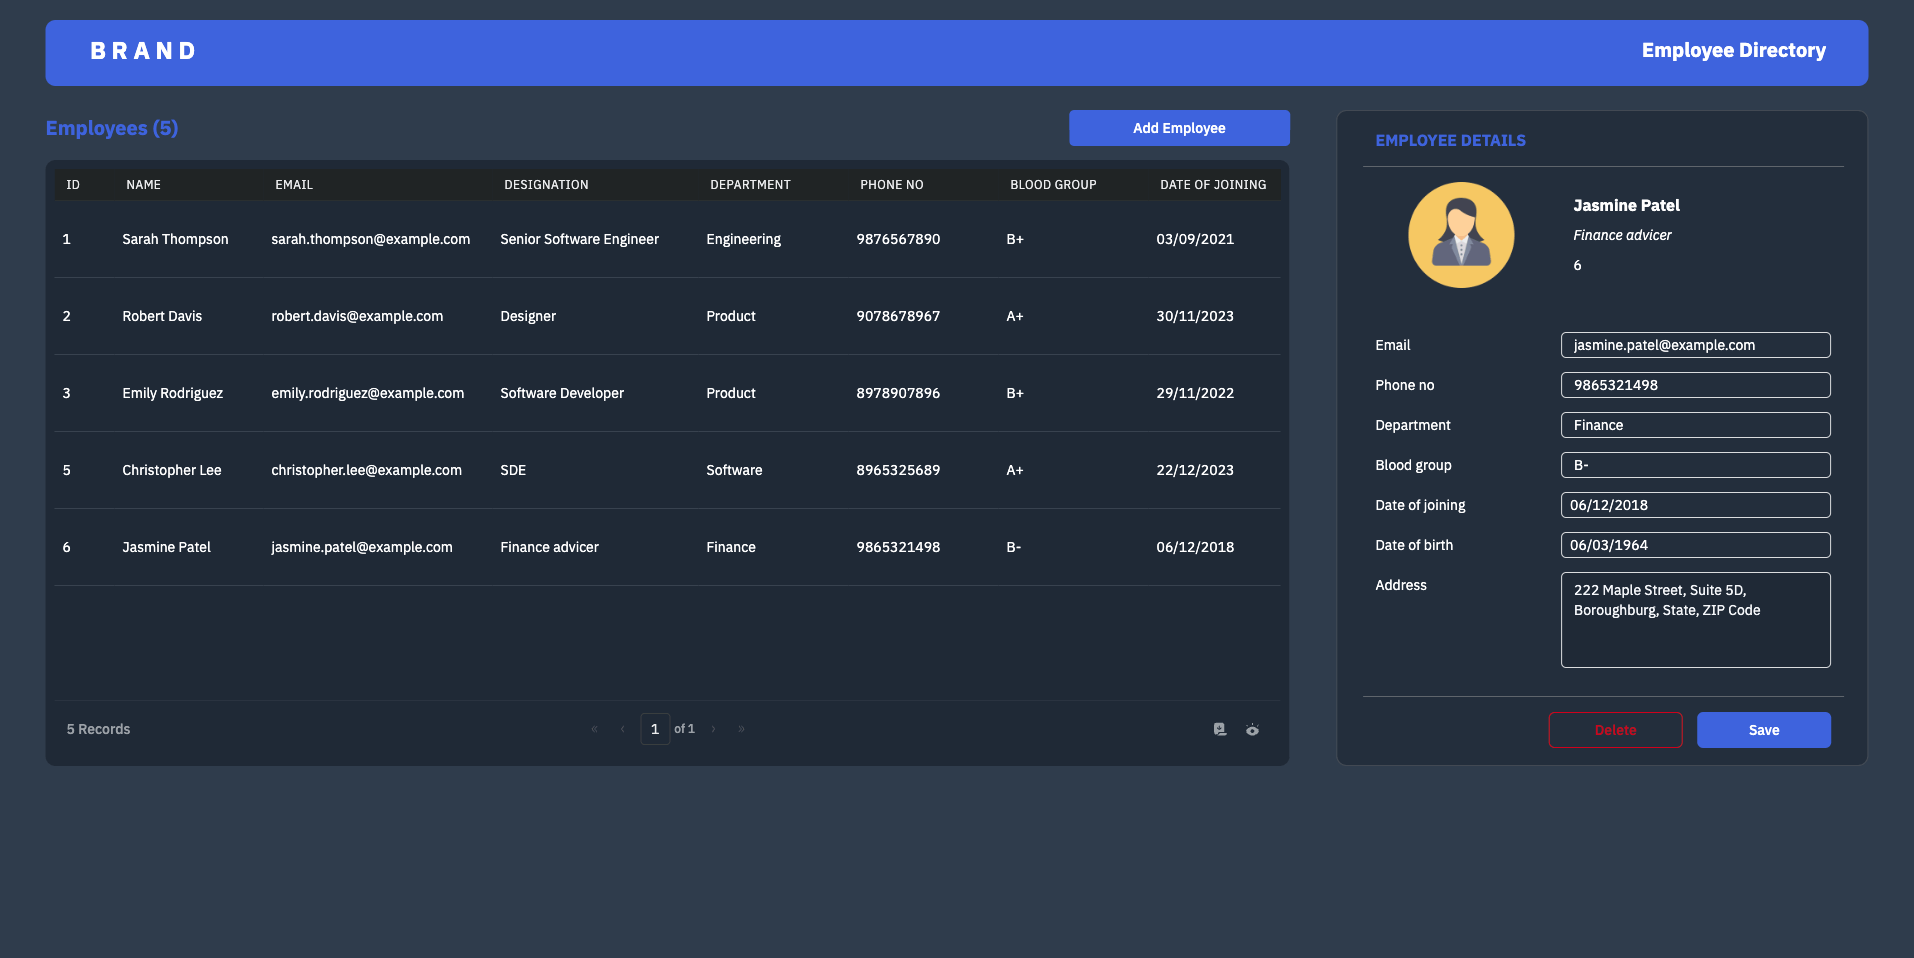 BRAND
Employee Directory
Employees (5)
Add Employee
ID NAME EMAIL DESIGNATION DEPARTMENT PHONE NO BLOOD GROUP DATE OF JOINING
1 Sarah Thompson sarah.thompson@example.com Senior Software Engineer Engineering 9876567890 B+ 03/09/2021
2 Robert Davis robert.davis@example.com Designer Product 9078678967 A+ 30/11/2023
3 Emily Rodriguez emily.rodriguez@example.com Software Developer Product 8978907896 B+ 29/11/2022
5 Christopher Lee christopher.lee@example.com SDE Software 8965325689 A+ 22/12/2023
6 Jasmine Patel jasmine.patel@example.com Finance advicer Finance 9865321498 B- 06/12/2018
5 Records
« ‹ 1 of 1 › »
EMPLOYEE DETAILS
Jasmine Patel
Finance advicer
6
Email jasmine.patel@example.com
Phone no 9865321498
Department Finance
Blood group B-
Date of joining 06/12/2018
Date of birth 06/03/1964
Address 222 Maple Street, Suite 5D,
Boroughburg, State, ZIP Code
Delete Save